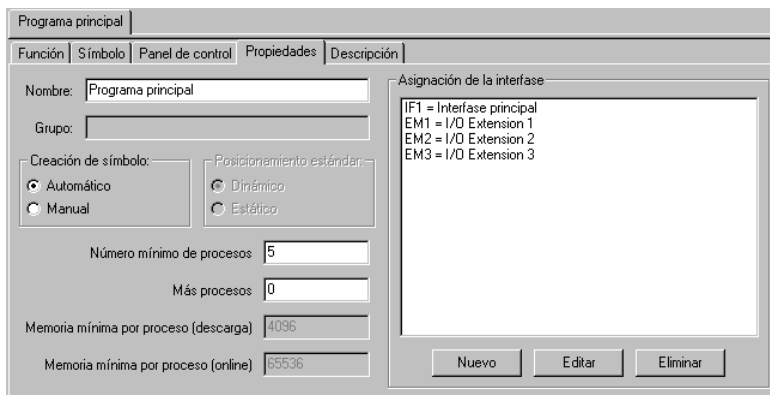 Programa principal
Función Símbolo Panel de control Propiedades Descripción
Nombre: Programa principal
Grupo:
Creación de símbolo:
Automático
Manual
Posicionamiento estándar:
Dinámico
Estático
Número mínimo de procesos 5
Más procesos 0
Memoria mínima por proceso (descarga) 4096
Memoria mínima por proceso (online) 65536
Asignación de la interfase
IF1 = Interfase principal
EM1 = I/O Extension 1
EM2 = I/O Extension 2
EM3 = I/O Extension 3
Nuevo Editar Eliminar